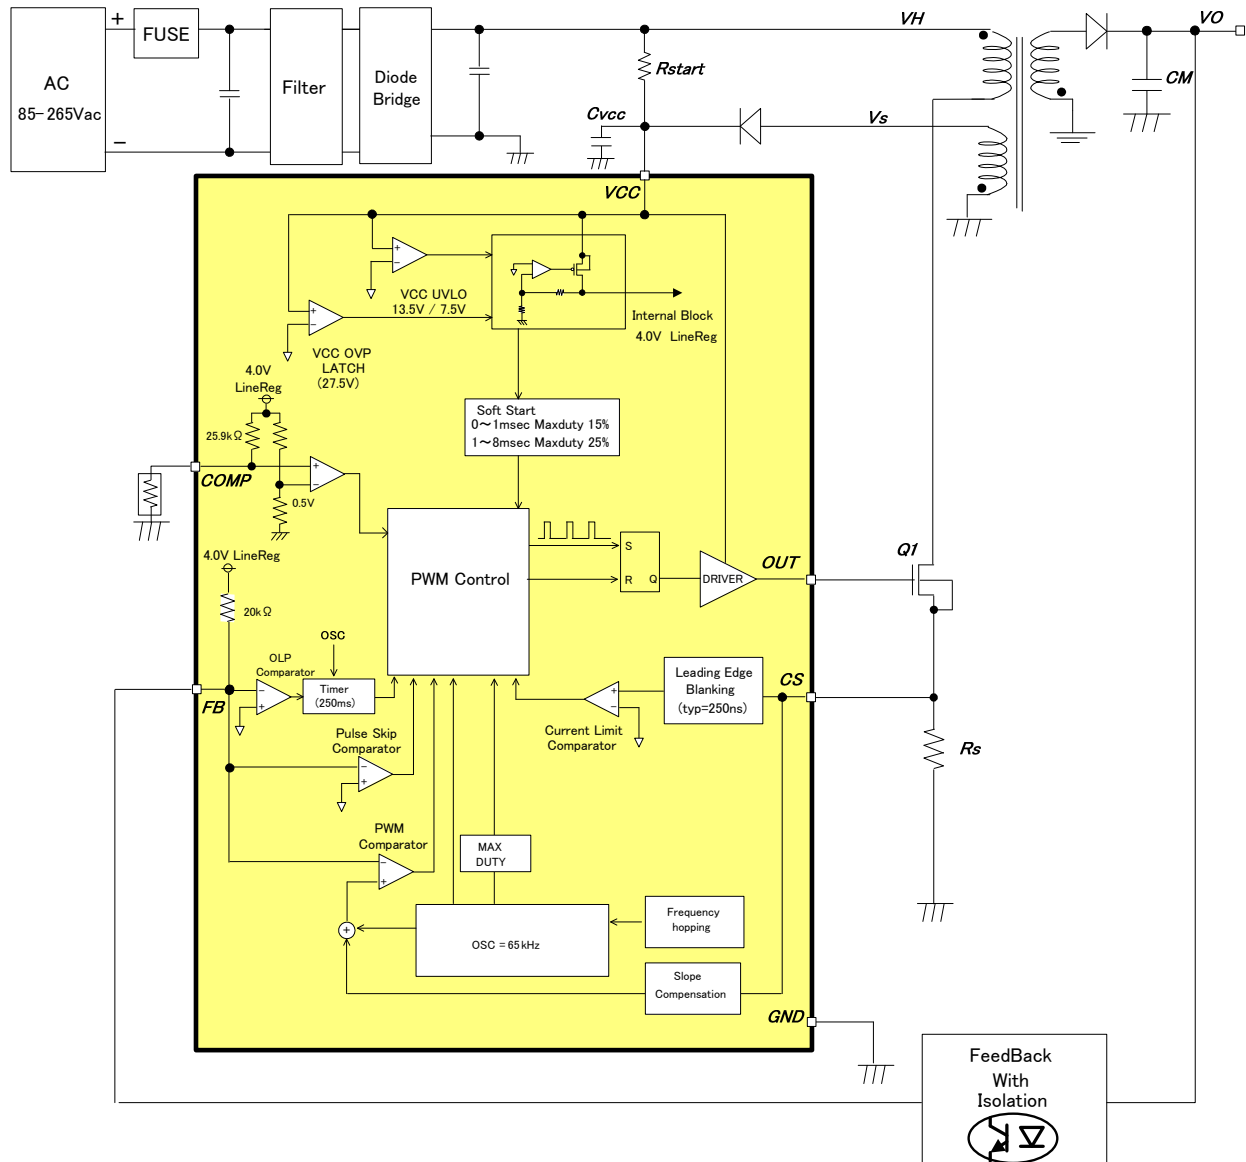 +
FUSE
VH
VO
AC
85-265Vac
Filter
Diode
Bridge
Rstart
CM
−
Cvcc
Vs
VCC
+
−
VCC UVLO
13.5V / 7.5V
Internal Block
4.0V LineReg
+
−
VCC OVP
LATCH
(27.5V)
4.0V
LineReg
25.9kΩ
Soft Start
0～1msec Maxduty 15%
1～8msec Maxduty 25%
COMP
+
−
0.5V
4.0V LineReg
20kΩ
PWM Control
S
R
Q
DRIVER
OUT
Q1
OSC
OLP
Comparator
−
+
Timer
(250ms)
FB
Leading Edge
Blanking
(typ=250ns)
CS
+
−
Current Limit
Comparator
Pulse Skip
Comparator
−
+
Rs
PWM
Comparator
−
+
MAX
DUTY
+
OSC = 65kHz
Frequency
hopping
Slope
Compensation
GND
FeedBack
With
Isolation